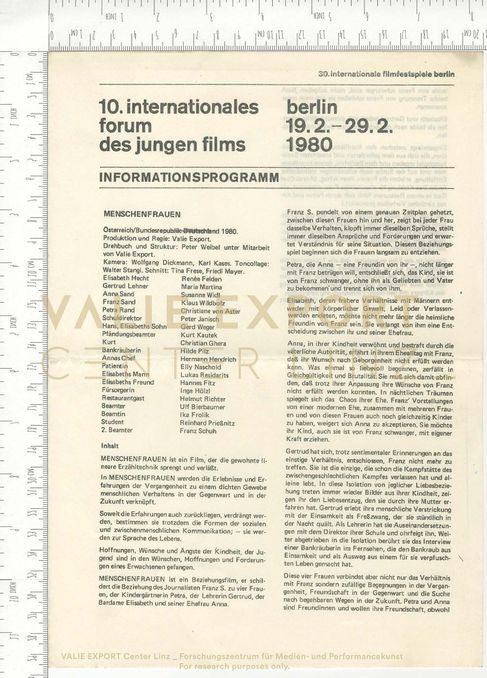 30. internationale filmfestspiele berlin
10. internationales
forum
des jungen films
berlin
19.2.–29.2.
1980
INFORMATIONSPROGRAMM
MENSCHENFRAUEN
Österreich/Bundesrepublik Deutschland 1980.
Produktion und Regie: Valie Export.
Drehbuch und Struktur: Peter Weibel unter Mitarbeit
von Valie Export.
Kamera: Wolfgang Dickmann, Karl Kases. Toncollage:
Walter Stangl. Schnitt: Tina Frese, Friedl Mayer.
Elisabeth Hecht Renée Felden
Gertrud Lehner Maria Martina
Anna Sand Susanne Widl
Franz Sand Klaus Wildbolz
Petra Rand Christiane von Aster
Schuldirektor Peter Janisch
Hans, Elisabeths Sohn Gerd Weger
Pfändungsbeamter Kurt Kautek
Kurt Christian Ghera
Bankräuberin Hilde Pilz
Annas Chef Hermann Hendrich
Patientin Elly Naschold
Elisabeths Mann Lukas Residarits
Elisabeths Freund Hannes Fitz
Fürsorgerin Inge Hölzl
Restaurantgast Helmut Richter
Beamter Ulf Bierbaumer
Beamtin Ika Frolik
Student Reinhard Prießnitz
2. Beamter Franz Schuh
Inhalt
MENSCHENFRAUEN ist ein Film, der die gewohnte li-
neare Erzähltechnik sprengt und verläßt.
In MENSCHENFRAUEN werden die Erlebnisse und Er-
fahrungen der Vergangenheit zu einem dichten Gewebe
menschlichen Verhaltens in der Gegenwart und in der
Zukunft verknüpft.
Soweit die Erfahrungen auch zurückliegen, verdrängt wer-
den, bestimmen sie trotzdem die Formen der sozialen
und zwischenmenschlichen Kommunikation; — sie wer-
den zur Sprache des Lebens.
Hoffnungen, Wünsche und Ängste der Kindheit, der Ju-
gend sind in den Wünschen, Hoffnungen und Forderun-
gen eines Erwachsenen gefangen.
MENSCHENFRAUEN ist ein Beziehungsfilm, er schil-
dert die Beziehung des Journalisten Franz S. zu vier Frau-
en, der Kindergärtnerin Petra, der Lehrerin Gertrud, der
Bardame Elisabeth und seiner Ehefrau Anna.
Franz S. pendelt von einem genauen Zeitplan gehetzt,
zwischen diesen Frauen hin und her, zeigt bei jeder Frau
dasselbe Verhalten, klopft immer dieselben Sprüche, stellt
immer dieselben Ansprüche und Forderungen und erwar-
tet Verständnis für seine Situation. Diesem Beziehungs-
spiel beginnen sich die Frauen langsam zu entziehen.
Petra, die Anna — eine Freundin von ihr —, nicht länger
mit Franz betrügen will, entschließt sich, das Kind, sie ist
von Franz schwanger, ohne ihn als Geliebten und Vater
zu bekommen und trennt sich von ihm.
Elisabeth, die ihre Verhältnisse zu Männern ent-
weder mit körperlicher Gewalt, Leid oder Verlassen-
werden endeten, möchte nicht mehr länger die heimliche
Freundin von Franz sein. Sie verlangt von ihm eine Ent-
scheidung zwischen ihr und seiner Ehefrau.
Anna, in ihrer Kindheit verwöhnt und bestraft durch die
väterliche Autorität, erfährt in ihrem Ehealltag mit Franz,
daß ihr Wunsch nach Geborgenheit nicht erfüllt werden
kann. Was einmal so liebevoll begonnen, zerfällt in
Gleichgültigkeit und Brutalität. Sie muß sich damit abfin-
den, daß trotz ihrer Anpassung ihre Wünsche von Franz
nicht erfüllt werden konnten. In nächtlichen Träumen
spiegelt sich das Chaos ihrer Ehe. Franz' Vorstellungen
von einer modernen Ehe, zusammen mit mehreren Frau-
en und von diesen Frauen auch noch gleichzeitig Kinder
zu haben, weigert sich Anna zu akzeptieren. Sie möchte
ihr Kind, auch sie ist von Franz schwanger, mit eigener
Kraft erziehen.
Gertrud hat sich, trotz sentimentaler Erinnerungen an das
einstige Verhältnis, entschlossen, Franz nicht mehr zu
treffen. Sie ist die einzige, die schon die Kampfstätte des
zwischengeschlechtlichen Kampfes verlassen hat und al-
leine lebt. In diese Isolation von jeglicher Liebesbezie-
hung treten immer wieder Bilder aus ihrer Kindheit, zei-
gen ihr den Liebesentzug, den sie durch ihre Mutter er-
fahren hat. Gertrud erlebt ihre menschliche Verstrickung
mit der Einsamkeit als Freßzwang, der sie nämlich in
der Nacht quält. Als Lehrerin hat sie Auseinandersetzun-
gen mit dem Direktor ihrer Schule und ohrfeigt ihn. Wei-
ter abgetrieben in die Isolation berührt sie das Interview
einer Bankräuberin im Fernsehen, die den Bankraub aus
Einsamkeit und als Ausweg aus einem für sie verpfusch-
ten Leben gemacht hat.
Diese vier Frauen verbindet aber nicht nur das Verhältnis
mit Franz sondern zufällige Begegnungen in der Vergan-
genheit, Freundschaft in der Gegenwart und die Suche
nach begehbaren Wegen in der Zukunft. Petra und Anna
sind Freundinnen und wollen ihre Freundschaft, obwohl
VALIE EXPORT
CENTER LINZ
VALIE EXPORT Center Linz _ Forschungszentrum für Medien- und Performancekunst
For research purposes only.